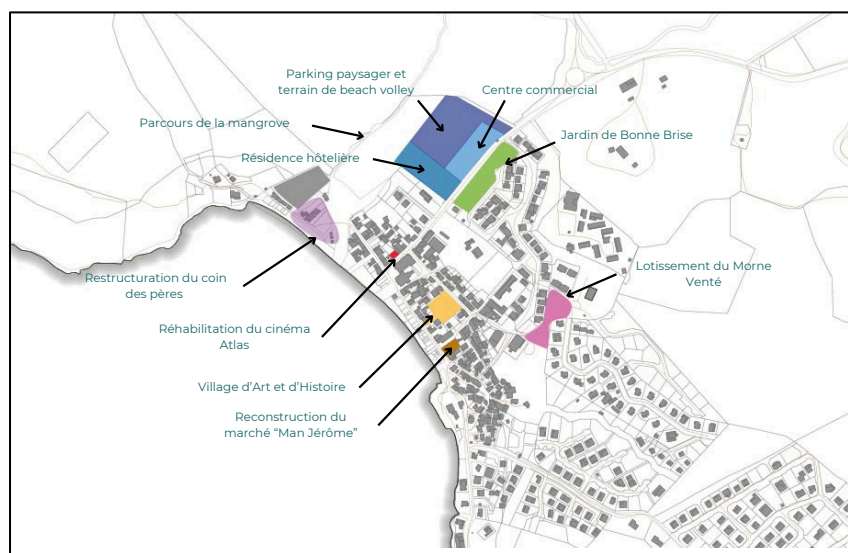 Parking paysager et
terrain de beach volley
Centre commercial
Parcours de la mangrove
Jardin de Bonne Brise
Résidence hôtelière
Restructuration du coin
des pères
Lotissement du Morne
Venté
Réhabilitation du cinéma
Atlas
Village d'Art et d'Histoire
Reconstruction du
marché "Man Jérôme"